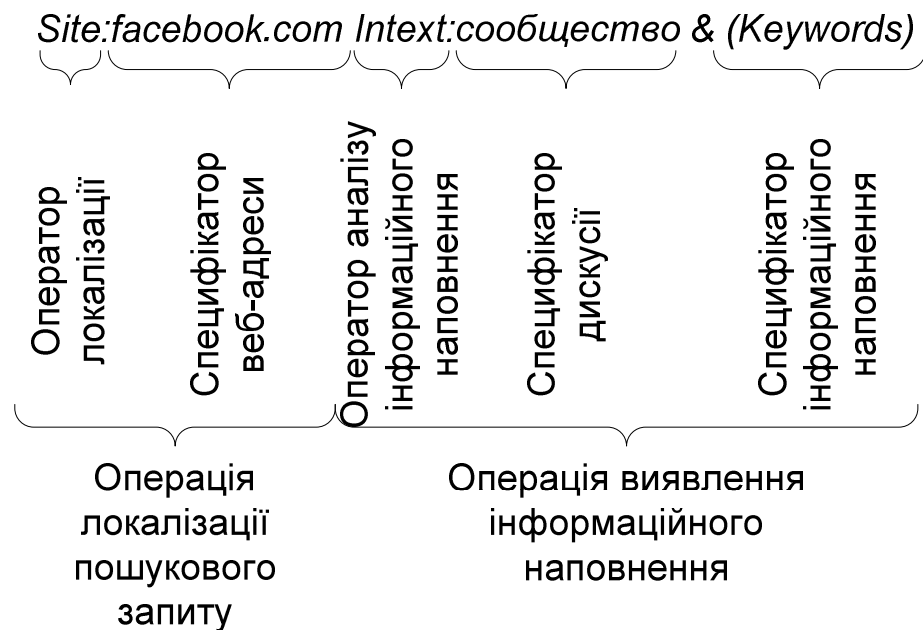 Site:facebook.com Intext:сообщество & (Keywords)
Оператор
локалізації
Специфікатор
веб-адреси
Оператор аналізу
інформаційного
наповнення
Специфікатор
дискусії
Специфікатор
інформаційного
наповнення
Операція
локалізації
пошукового
запиту
Операція виявлення
інформаційного
наповнення